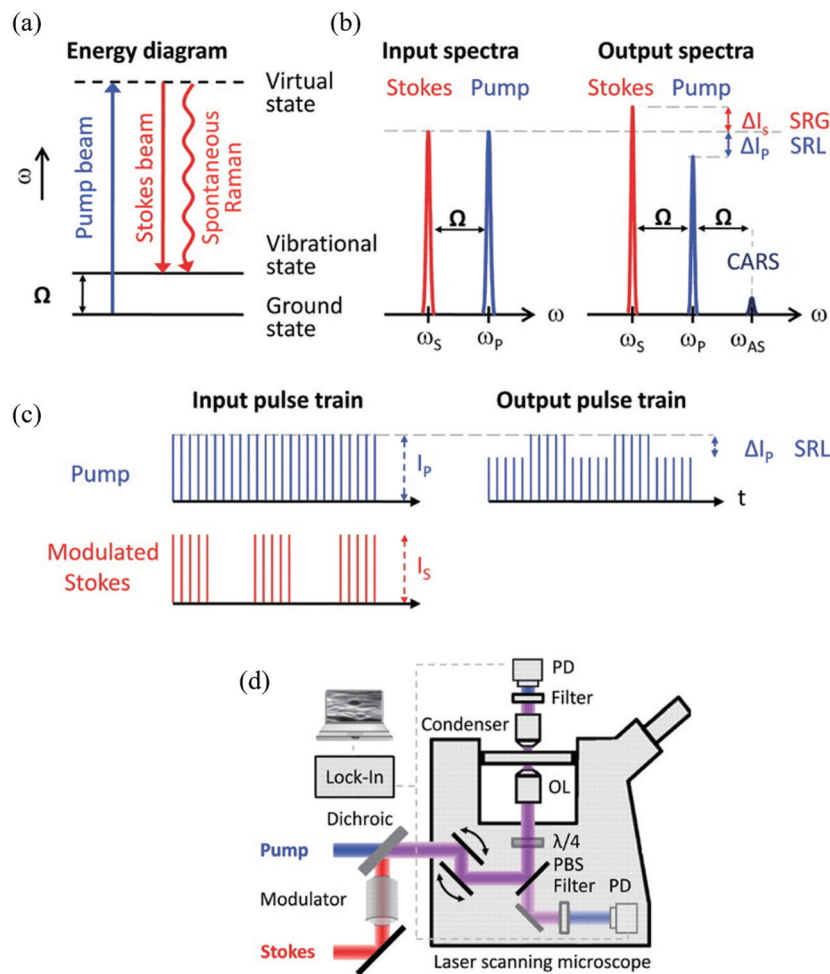 (a)
Energy diagram
ω
Pump beam
Stokes beam
Spontaneous
Raman
Virtual
state
Vibrational
state
Ω
Ground
state
(b)
Input spectra
Stokes Pump
Ω
ω
ωS ωP
Output spectra
Stokes Pump
ΔIs SRG
ΔIP SRL
Ω Ω
CARS
ω
ωS ωP ωAS
(c)
Input pulse train
Pump
IP
Modulated
Stokes
IS
Output pulse train
ΔIP SRL
t
(d)
PD
Filter
Condenser
Lock-In
OL
Dichroic
Pump
λ/4
PBS
Filter PD
Modulator
Stokes
Laser scanning microscope